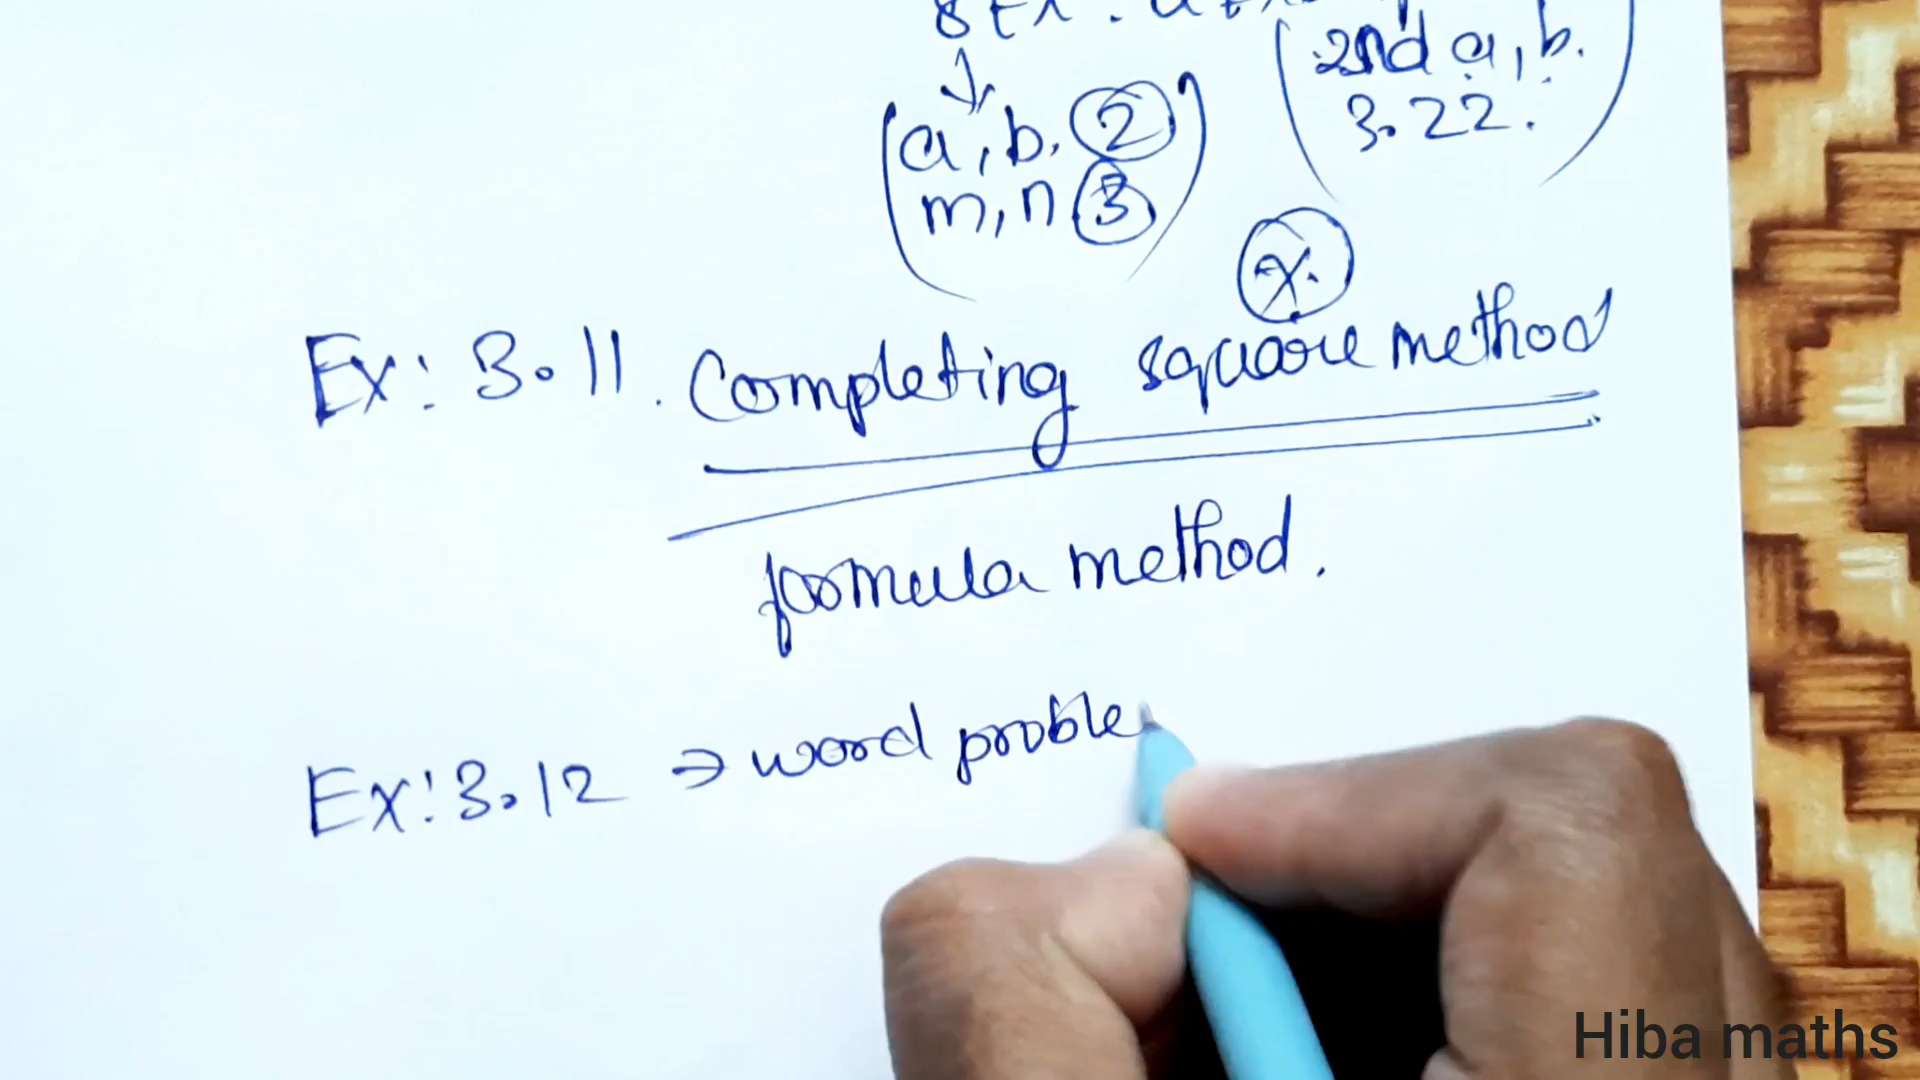 2nd a, b.
3.22.
a, b, 2
m, n 3
x.
Ex: 3.11. Completing square method
formula method.
Ex: 3.12 → word proble
Hiba maths